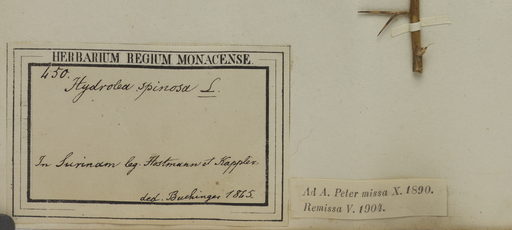 HERBARIUM REGIUM MONACENSE.
450.
Hydrolea spinosa L.
In Surinam leg. Hostmann et Kappler.
ded. Buchinger 1865.
Ad A. Peter missa X. 1890.
Remissa V. 1904.